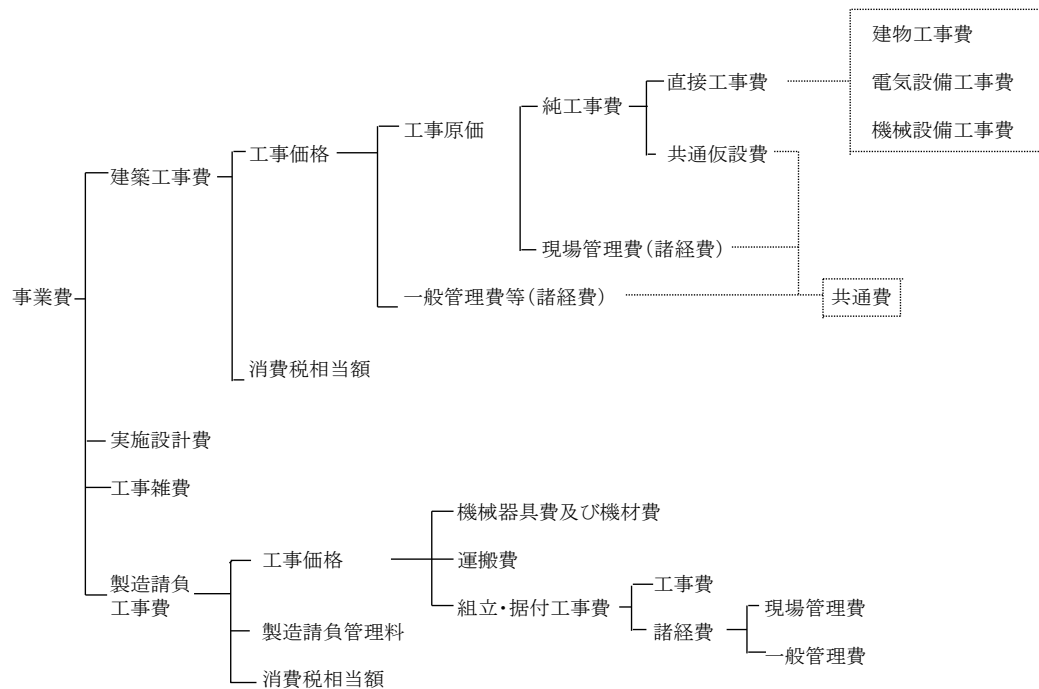 建物工事費
直接工事費
電気設備工事費
純工事費
機械設備工事費
工事原価
共通仮設費
工事価格
建築工事費
現場管理費(諸経費)
事業費
一般管理費等(諸経費)
共通費
消費税相当額
実施設計費
工事雑費
機械器具費及び機材費
工事価格
運搬費
製造請負
工事費
工事費
組立・据付工事費
現場管理費
諸経費
製造請負管理料
一般管理費
消費税相当額